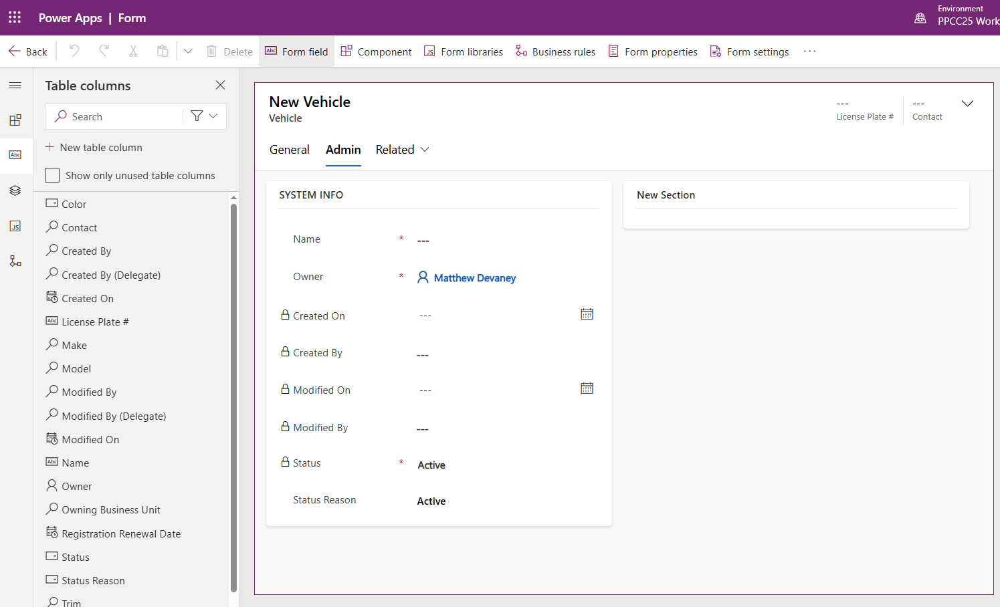 Power Apps | Form
Environment
PPCC25 Work
Back
Delete
Form field
Component
Form libraries
Business rules
Form properties
Form settings
Table columns
Search
New table column
Show only unused table columns
Color
Contact
Created By
Created By (Delegate)
Created On
Abc License Plate #
Make
Model
Modified By
Modified By (Delegate)
Modified On
Abc Name
Owner
Owning Business Unit
Registration Renewal Date
Status
Status Reason
Trim
New Vehicle
Vehicle
---
License Plate #
---
Contact
General
Admin
Related
SYSTEM INFO
Name * ---
Owner * Matthew Devaney
Created On ---
Created By ---
Modified On ---
Modified By ---
Status * Active
Status Reason Active
New Section